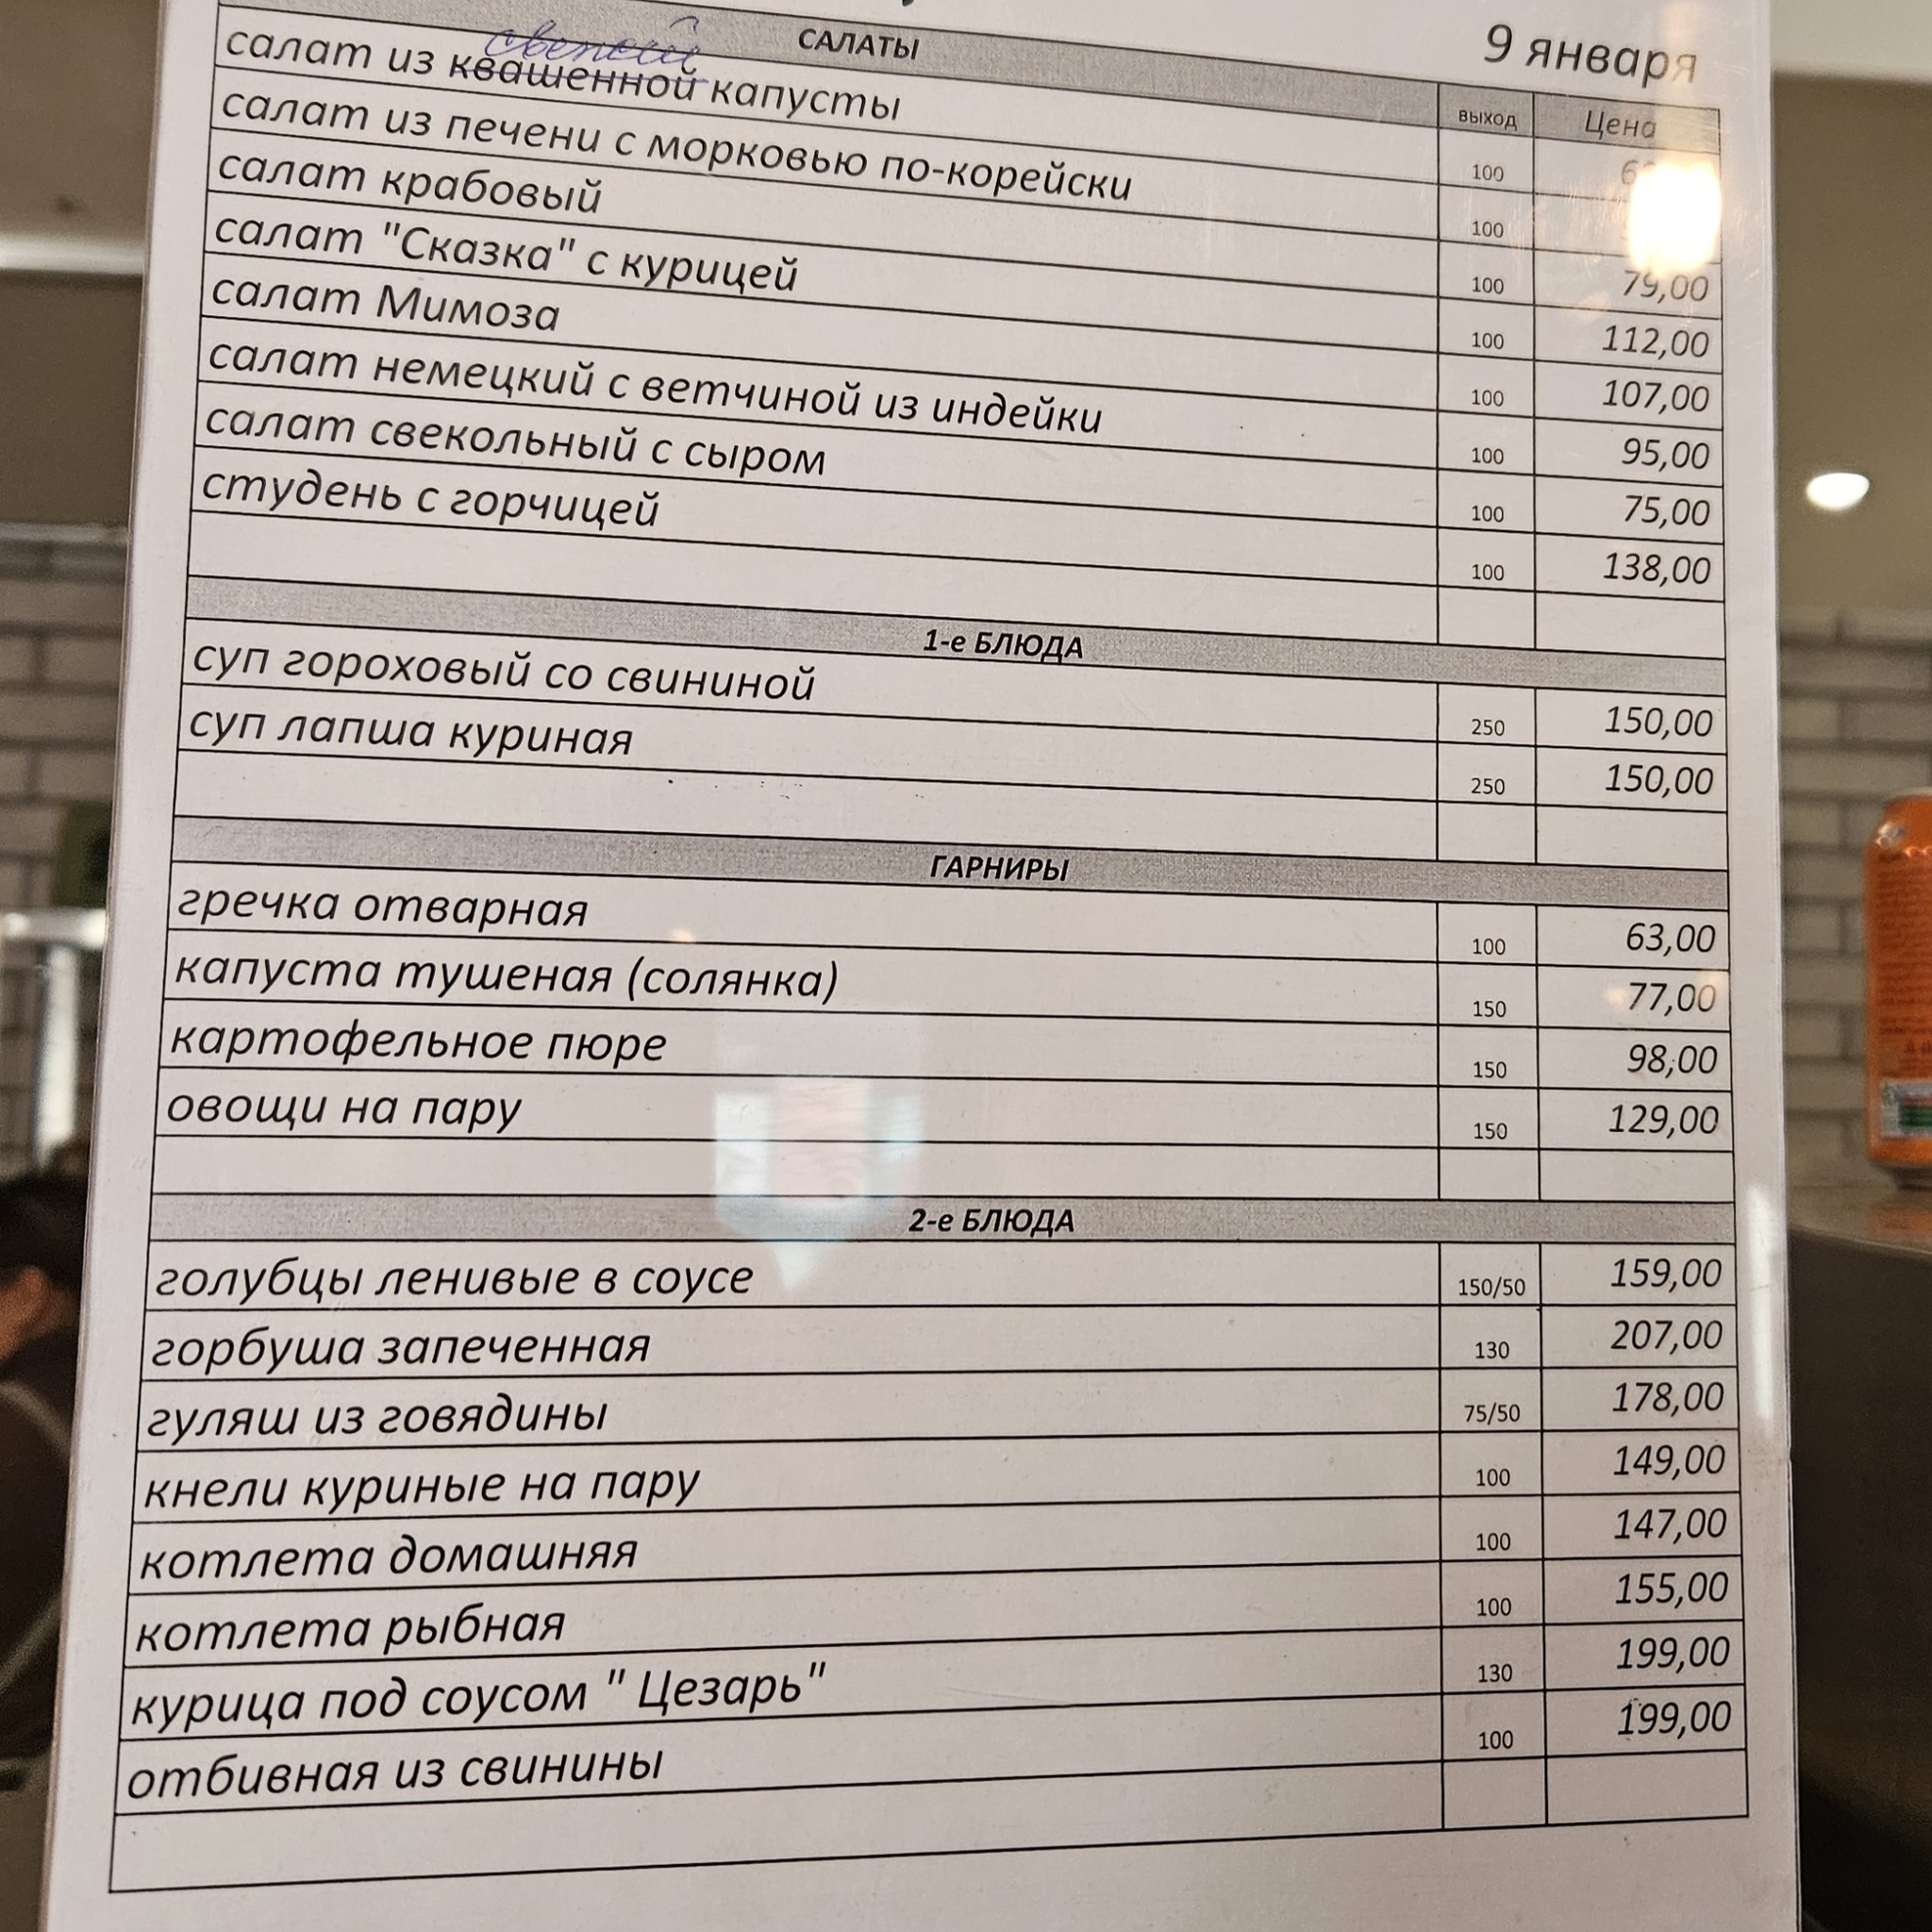 9 января
САЛАТЫ выход Цена
салат из квашенной свежей капусты 100
салат из печени с морковью по-корейски 100
салат крабовый 100 79,00
салат "Сказка" с курицей 100 112,00
салат Мимоза 100 107,00
салат немецкий с ветчиной из индейки 100 95,00
салат свекольный с сыром 100 75,00
студень с горчицей 100 138,00
1-е БЛЮДА
суп гороховый со свининой 250 150,00
суп лапша куриная 250 150,00
ГАРНИРЫ
гречка отварная 100 63,00
капуста тушеная (солянка) 150 77,00
картофельное пюре 150 98,00
овощи на пару 150 129,00
2-е БЛЮДА
голубцы ленивые в соусе 150/50 159,00
горбуша запеченная 130 207,00
гуляш из говядины 75/50 178,00
кнели куриные на пару 100 149,00
котлета домашняя 100 147,00
котлета рыбная 100 155,00
курица под соусом " Цезарь" 130 199,00
отбивная из свинины 100 199,00